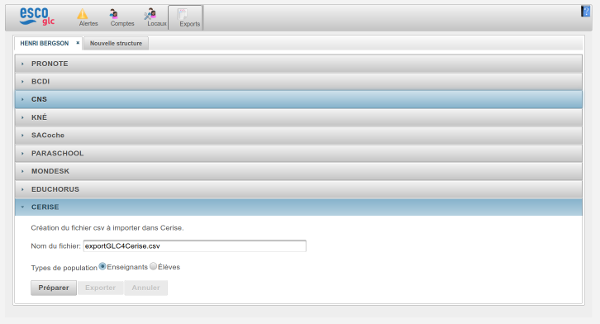 esco
glc
Alertes Comptes Locaux Exports
HENRI BERGSON × Nouvelle structure
PRONOTE
BCDI
CNS
KNÉ
SACoche
PARASCHOOL
MONDESK
EDUCHORUS
CERISE
Création du fichier csv à importer dans Cerise.
Nom du fichier: exportGLC4Cerise.csv
Types de population Enseignants Élèves
Préparer Exporter Annuler